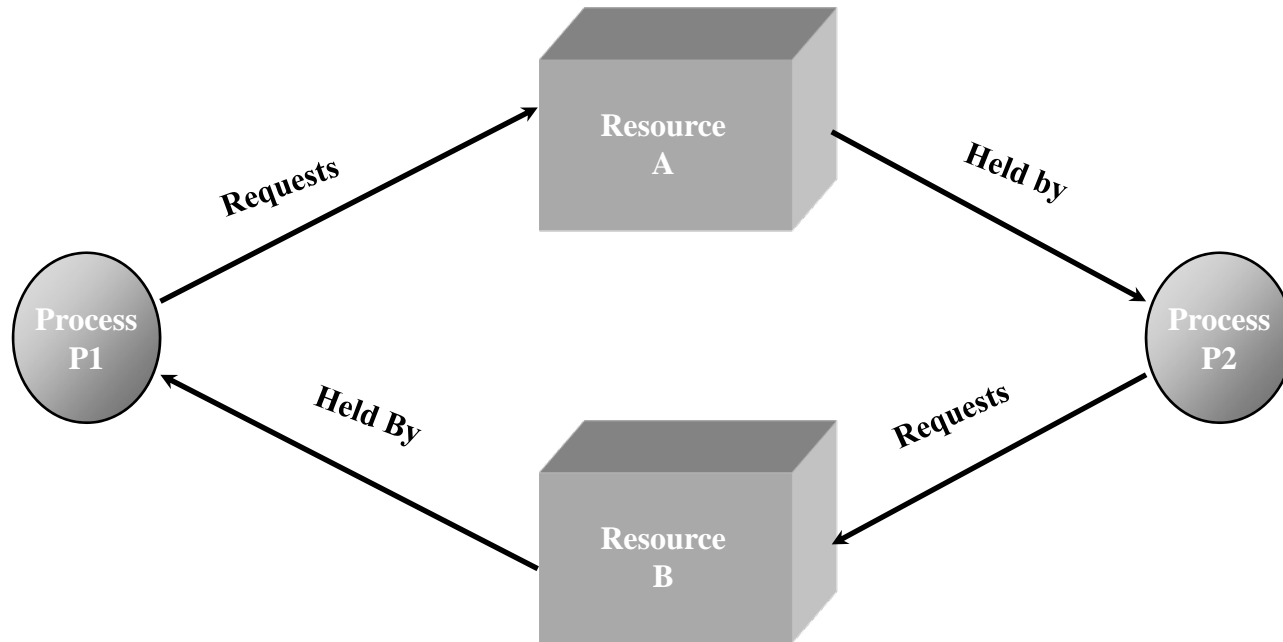 Resource
A
Requests
Held by
Process
P1
Process
P2
Held By
Requests
Resource
B